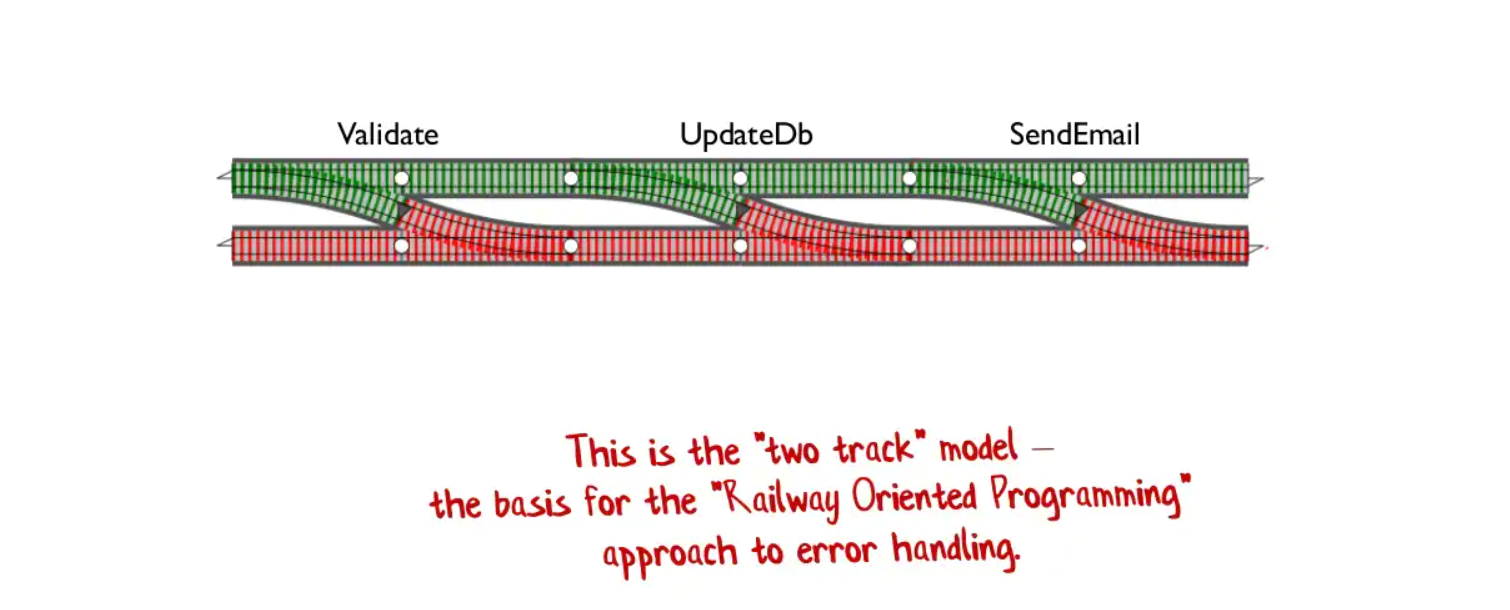 Validate UpdateDb SendEmail
This is the "two track" model –
the basis for the "Railway Oriented Programming"
approach to error handling.